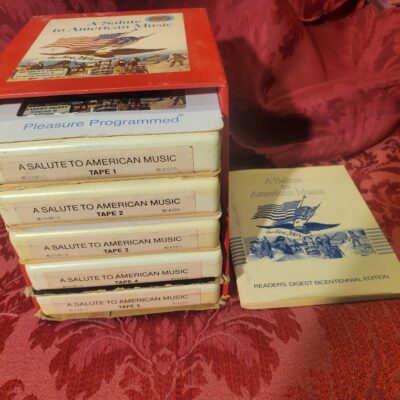 A Salute
to American Music
Pleasure Programmed®
A SALUTE TO AMERICAN MUSIC
TAPE 1
A SALUTE TO AMERICAN MUSIC
TAPE 2
A SALUTE TO AMERICAN MUSIC
TAPE 3
A SALUTE TO AMERICAN MUSIC
TAPE 4
A SALUTE TO AMERICAN MUSIC
TAPE 5
A Salute
to
American Music
READER'S DIGEST BICENTENNIAL EDITION